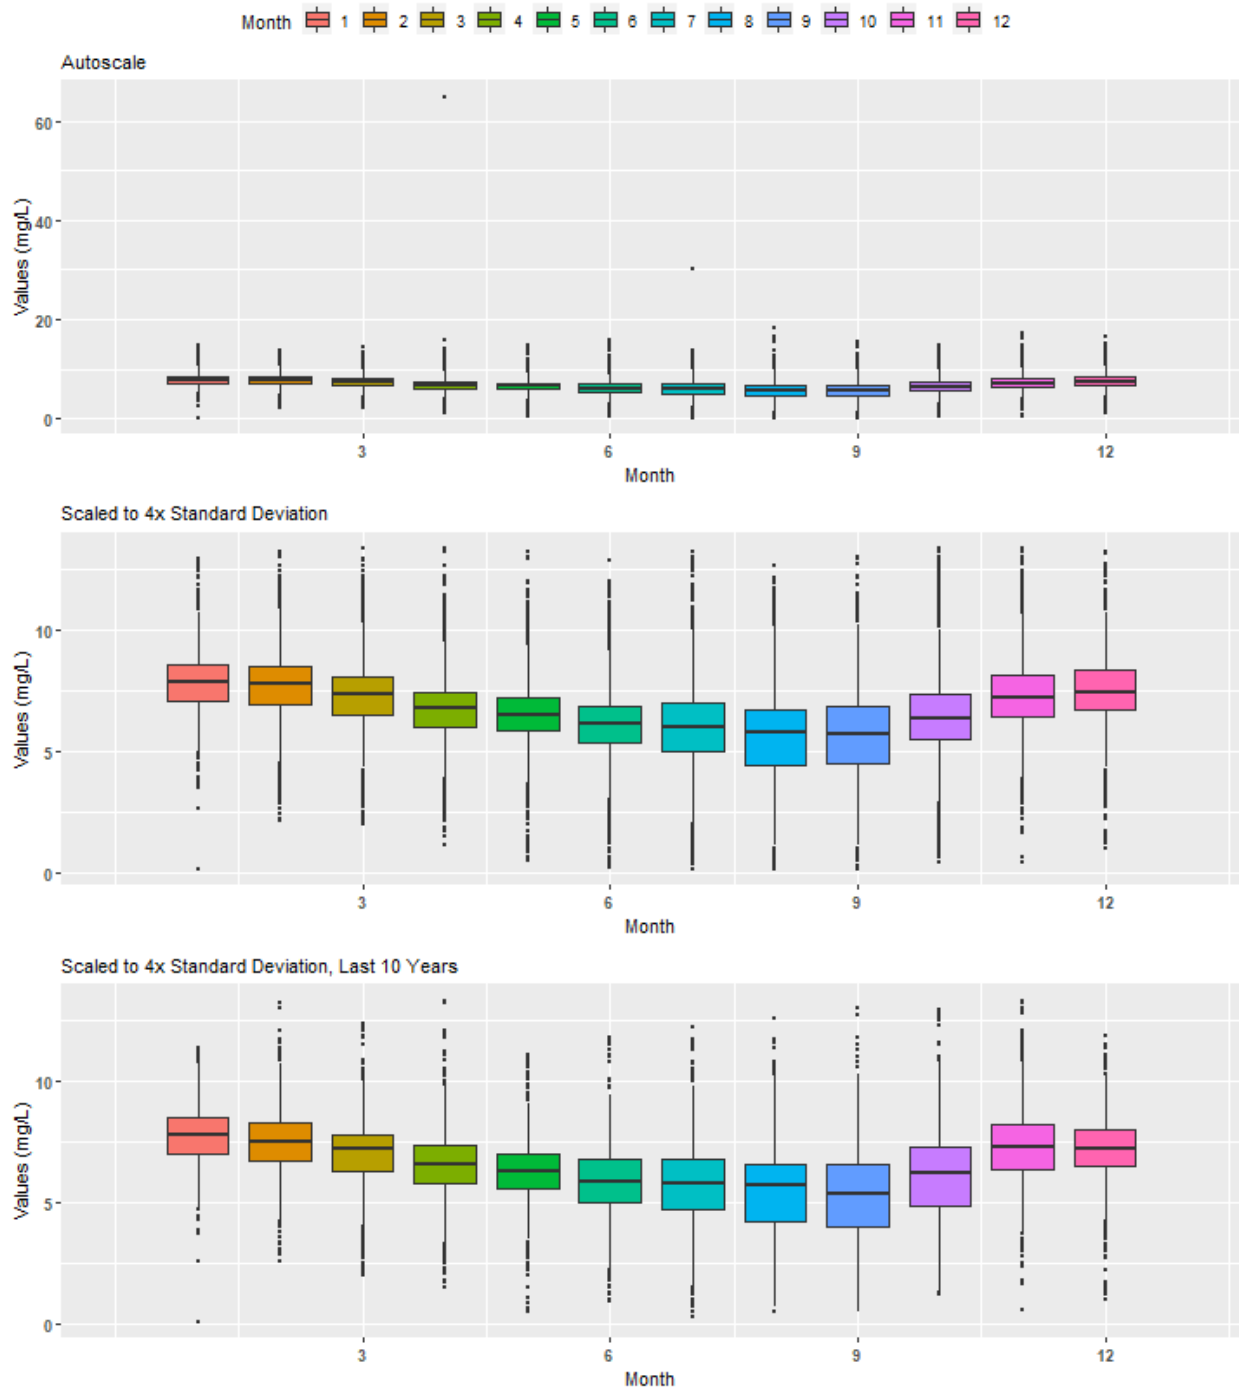 Month 1 2 3 4 5 6 7 8 9 10 11 12
Autoscale
Values (mg/L)
60
40
20
0
3 6 9 12
Month
Scaled to 4x Standard Deviation
Values (mg/L)
10
5
0
3 6 9 12
Month
Scaled to 4x Standard Deviation, Last 10 Years
Values (mg/L)
10
5
0
3 6 9 12
Month